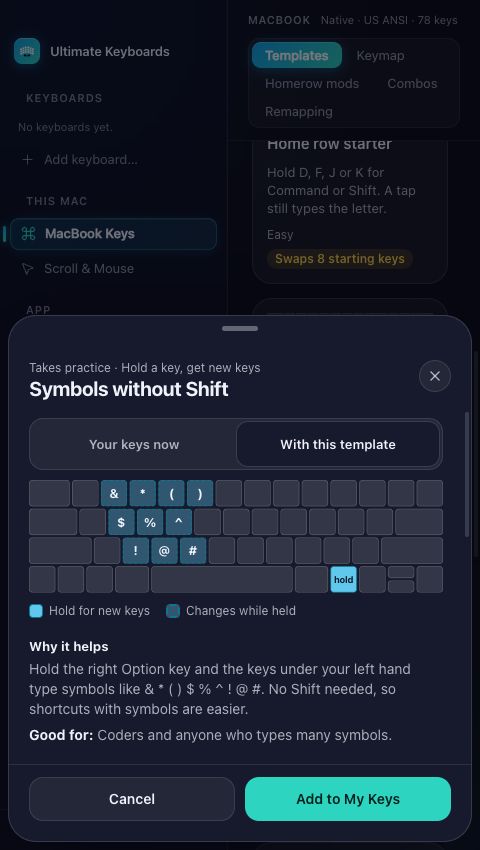 MACBOOK Native · US ANSI · 78 keys
Ultimate Keyboards
Templates Keymap
Homerow mods Combos
Remapping
KEYBOARDS
No keyboards yet.
Add keyboard...
THIS MAC
MacBook Keys
Scroll & Mouse
APP
Home row starter
Hold D, F, J or K for
Command or Shift. A tap
still types the letter.
Easy
Swaps 8 starting keys
Takes practice · Hold a key, get new keys
Symbols without Shift
Your keys now With this template
& * ( )
$ % ^
! @ #
hold
Hold for new keys Changes while held
Why it helps
Hold the right Option key and the keys under your left hand
type symbols like & * ( ) $ % ^ ! @ #. No Shift needed, so
shortcuts with symbols are easier.
Good for: Coders and anyone who types many symbols.
Cancel Add to My Keys